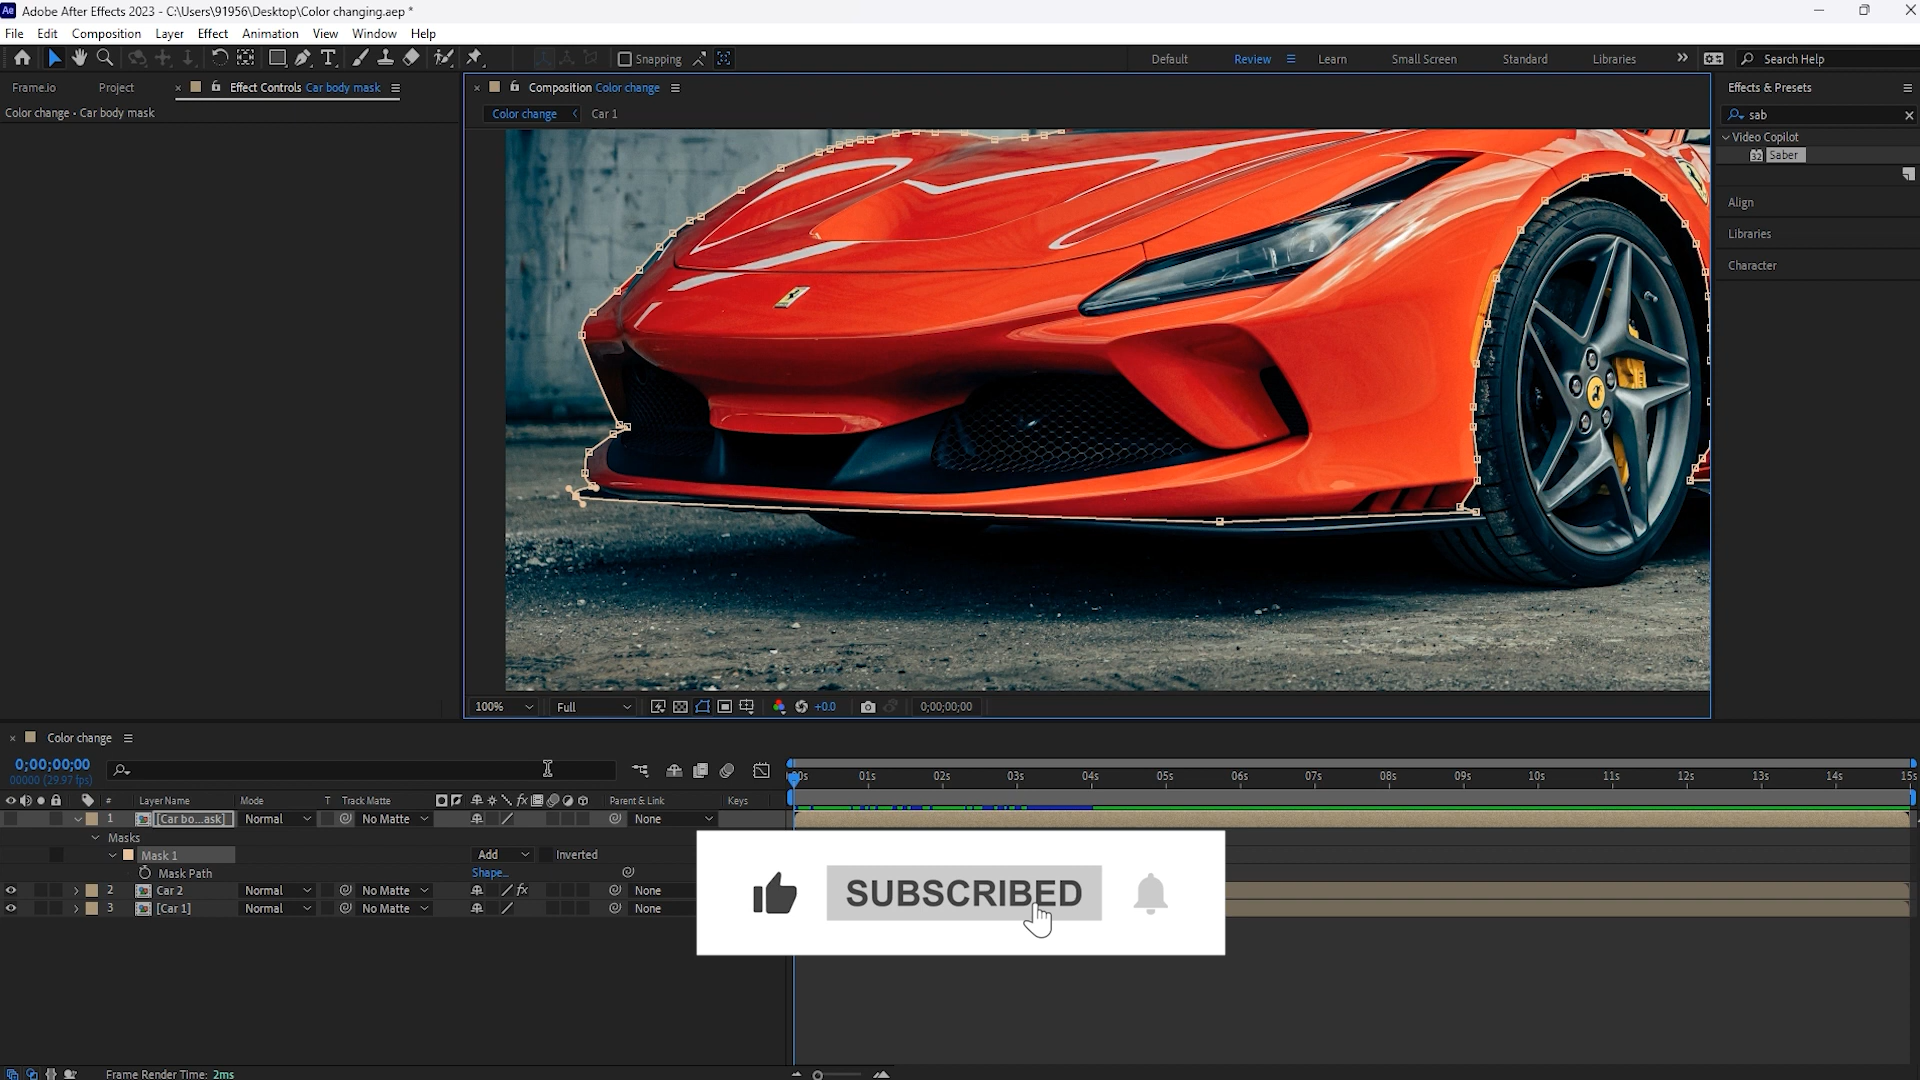 Ae Adobe After Effects 2023 - C:\Users\91956\Desktop\Color changing.aep *
File Edit Composition Layer Effect Animation View Window Help
Snapping Default Review Learn Small Screen Standard Libraries Search Help
Frame.io Project Effect Controls Car body mask Composition Color change Effects & Presets
Color change • Car body mask Color change Car 1 sab
Video Copilot
32 Saber
Align
Libraries
Character
100% Full +0.0 0;00;00;00
Color change
0;00;00;00
00000 (29.97 fps)
00s 01s 02s 03s 04s 05s 06s 07s 08s 09s 10s 11s 12s 13s 14s 15s
# Layer Name Mode T Track Matte fx Parent & Link Keys
1 [Car bo...ask] Normal No Matte None
Masks
Mask 1 Add Inverted
Mask Path Shape...
2 Car 2 Normal No Matte fx None
3 [Car 1] Normal No Matte None
SUBSCRIBED
Frame Render Time: 2ms